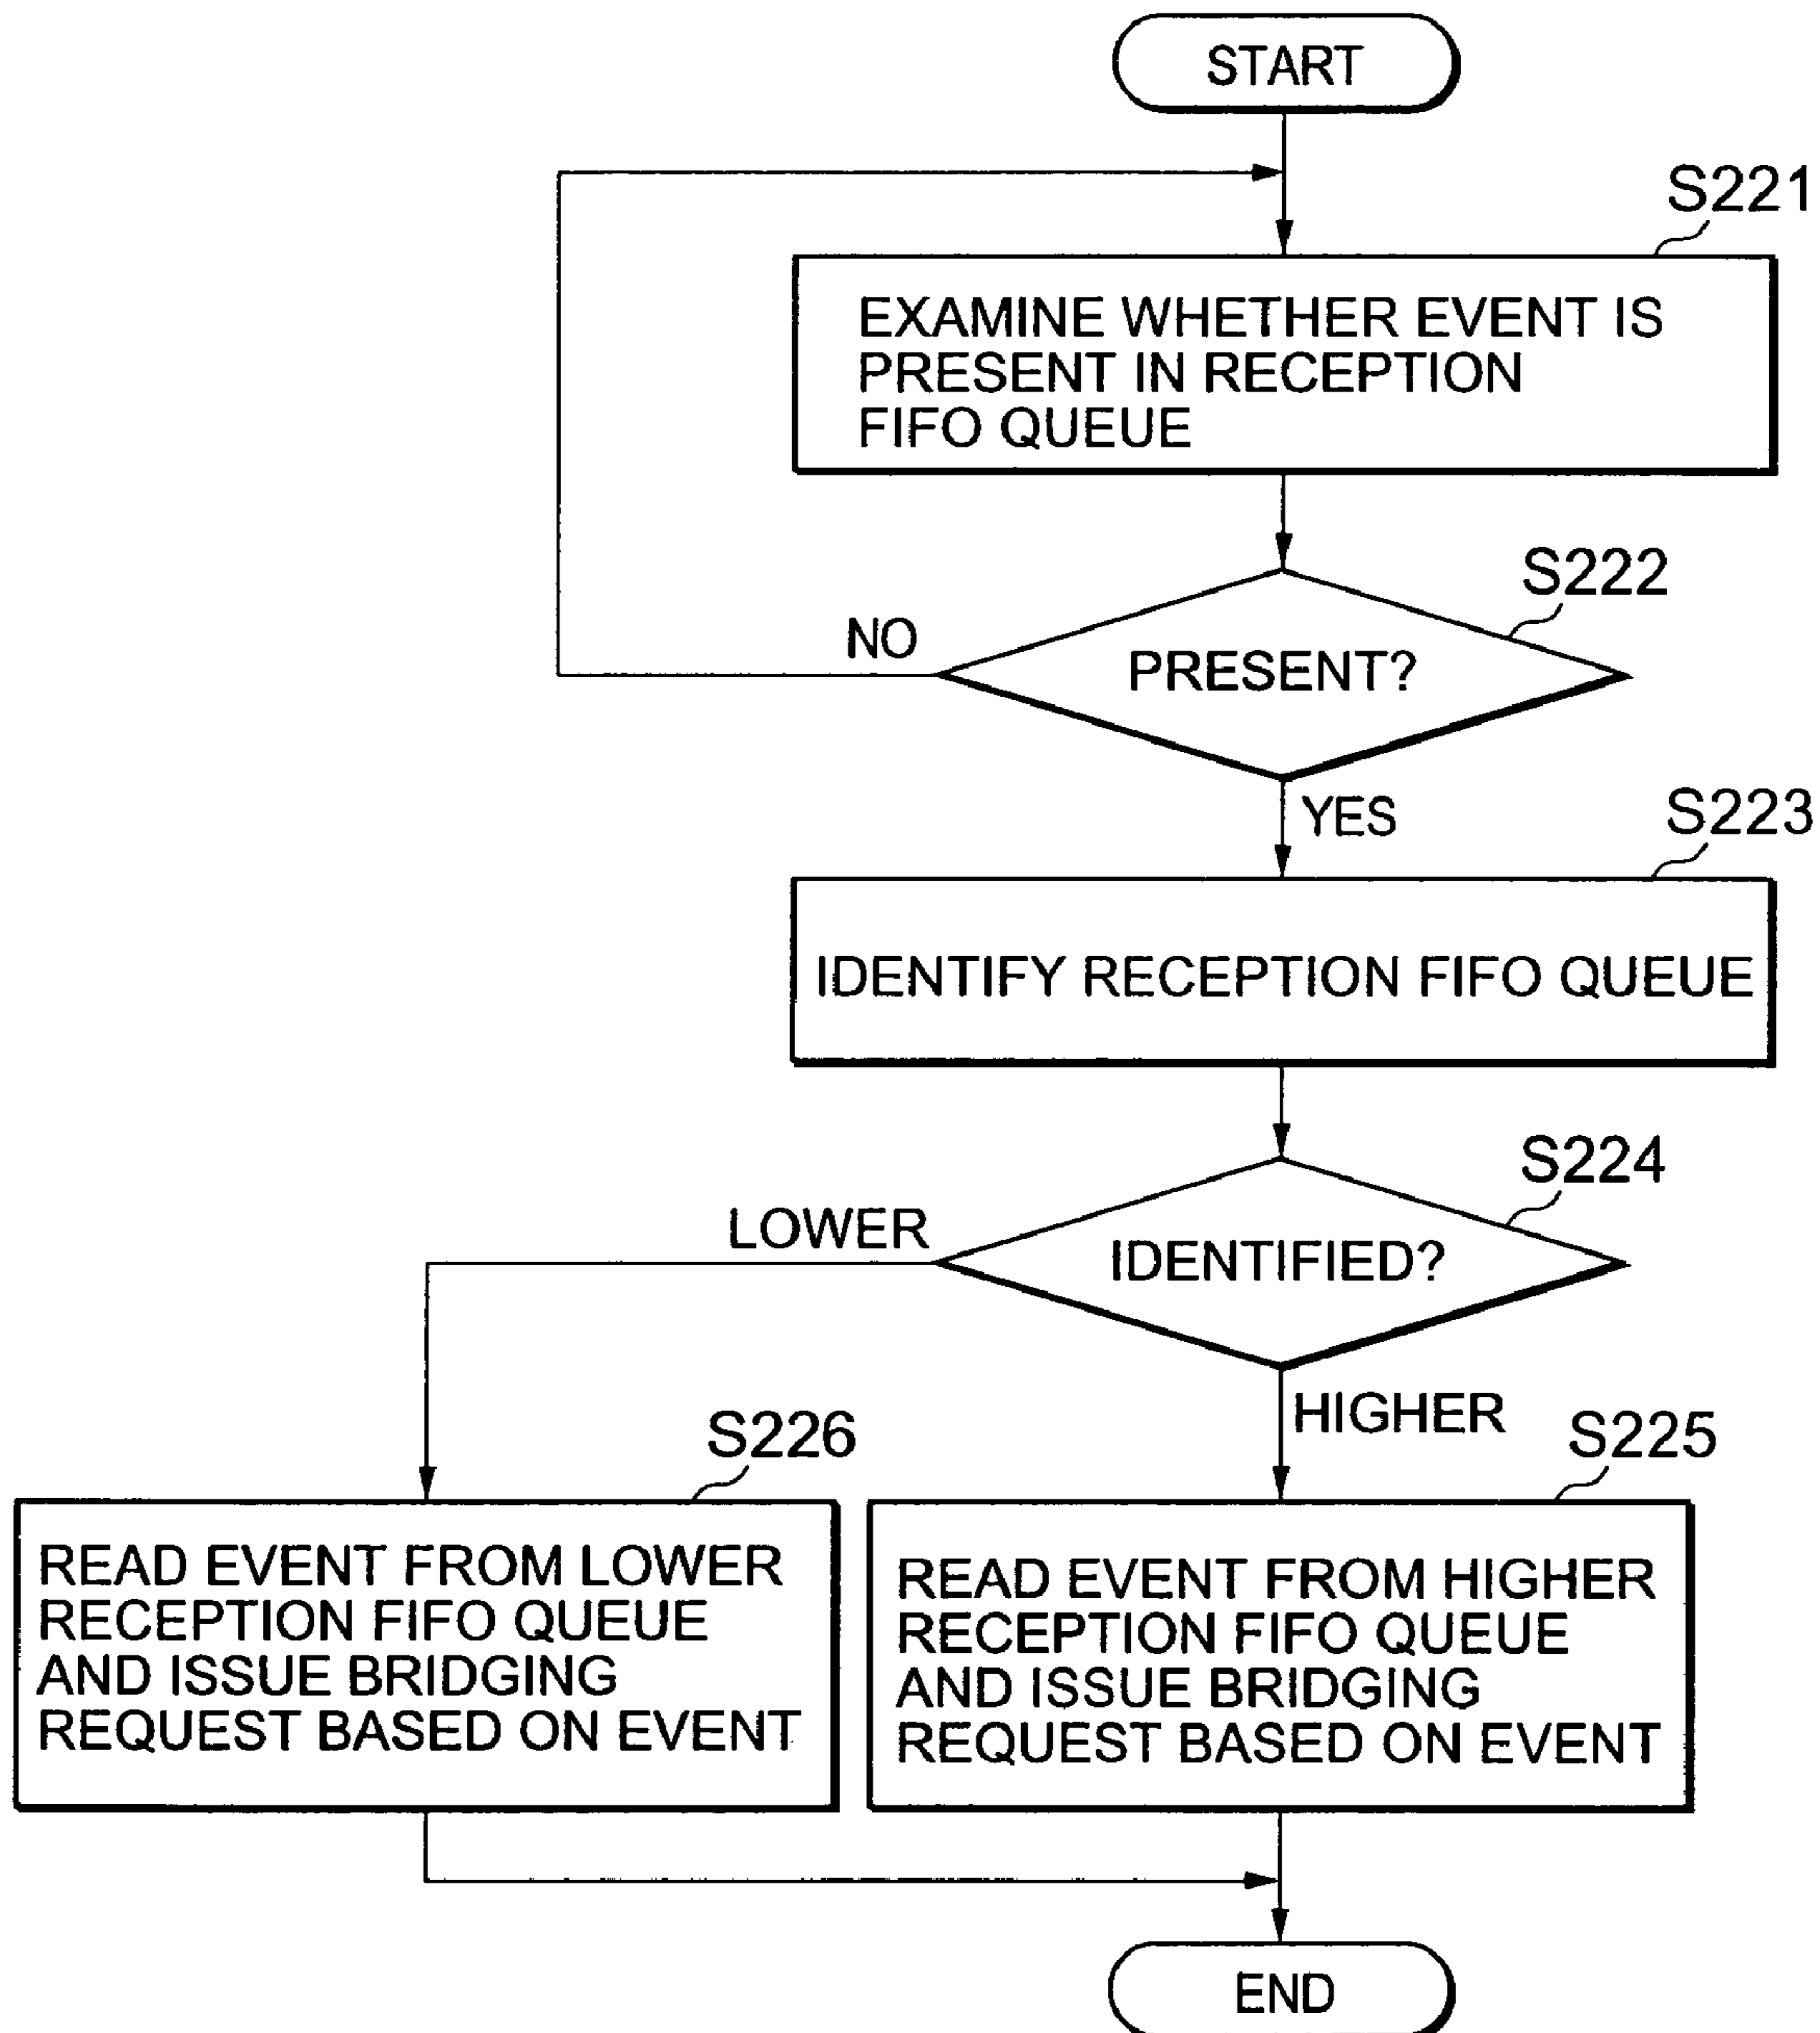 START
S221
EXAMINE WHETHER EVENT IS
PRESENT IN RECEPTION
FIFO QUEUE
S222
NO
PRESENT?
YES
S223
IDENTIFY RECEPTION FIFO QUEUE
S224
LOWER
IDENTIFIED?
HIGHER
S226
READ EVENT FROM LOWER
RECEPTION FIFO QUEUE
AND ISSUE BRIDGING
REQUEST BASED ON EVENT
S225
READ EVENT FROM HIGHER
RECEPTION FIFO QUEUE
AND ISSUE BRIDGING
REQUEST BASED ON EVENT
END